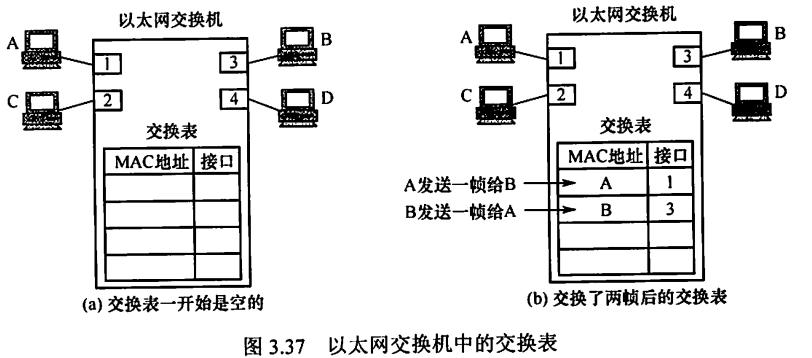 以太网交换机
A
B
1
3
C
2
4
D
交换表
MAC地址 接口
(a) 交换表一开始是空的
以太网交换机
A
B
1
3
C
2
4
D
交换表
MAC地址 接口
A发送一帧给B A 1
B发送一帧给A B 3
(b) 交换了两帧后的交换表
图 3.37 以太网交换机中的交换表